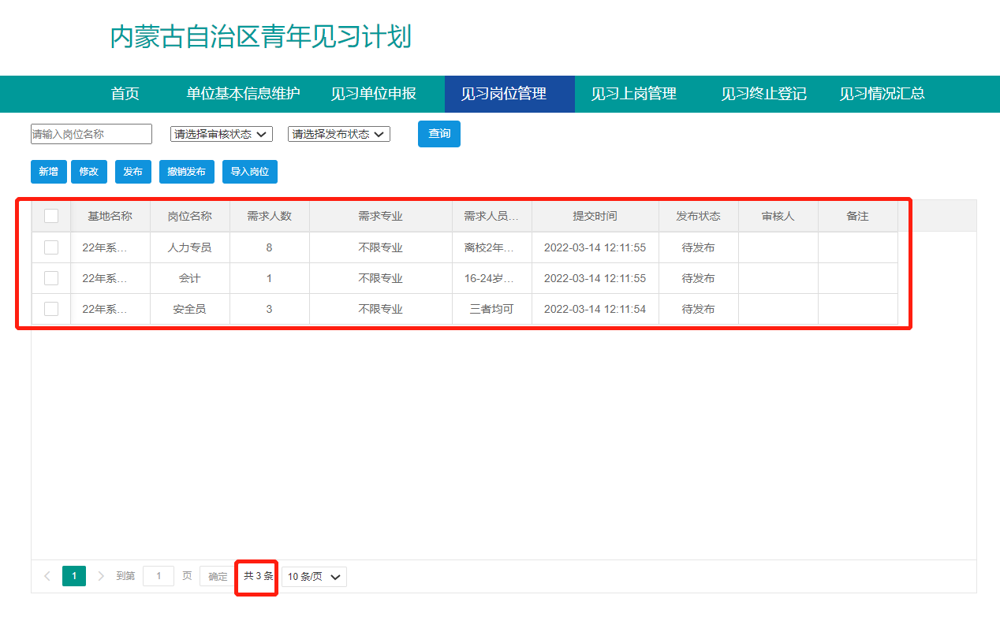 内蒙古自治区青年见习计划
首页 单位基本信息维护 见习单位申报 见习岗位管理 见习上岗管理 见习终止登记 见习情况汇总
请输入岗位名称 请选择审核状态 请选择发布状态 查询
新增 修改 发布 撤销发布 导入岗位
基地名称 岗位名称 需求人数 需求专业 需求人员... 提交时间 发布状态 审核人 备注
22年系... 人力专员 8 不限专业 离校2年... 2022-03-14 12:11:55 待发布
22年系... 会计 1 不限专业 16-24岁... 2022-03-14 12:11:55 待发布
22年系... 安全员 3 不限专业 三者均可 2022-03-14 12:11:54 待发布
1 到第 1 页 确定 共 3 条 10 条/页